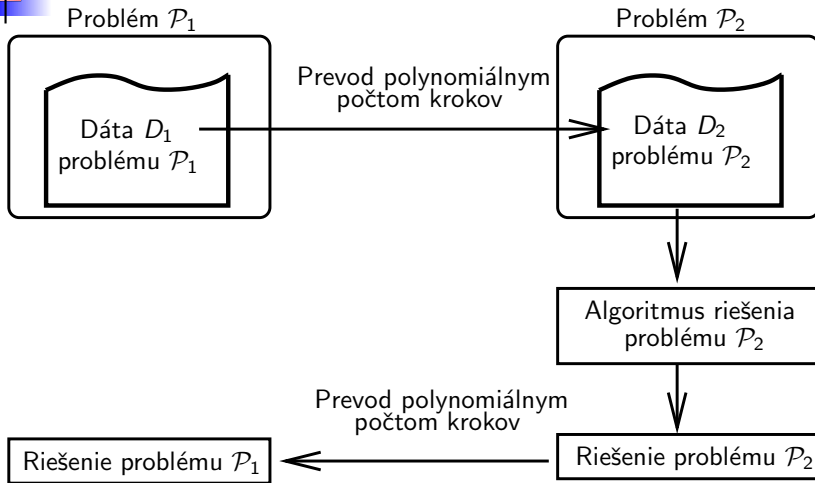 Problém 𝒫₁
Problém 𝒫₂
Prevod polynomiálnym
počtom krokov
Dáta D₁
problému 𝒫₁
Dáta D₂
problému 𝒫₂
Algoritmus riešenia
problému 𝒫₂
Prevod polynomiálnym
počtom krokov
Riešenie problému 𝒫₁
Riešenie problému 𝒫₂